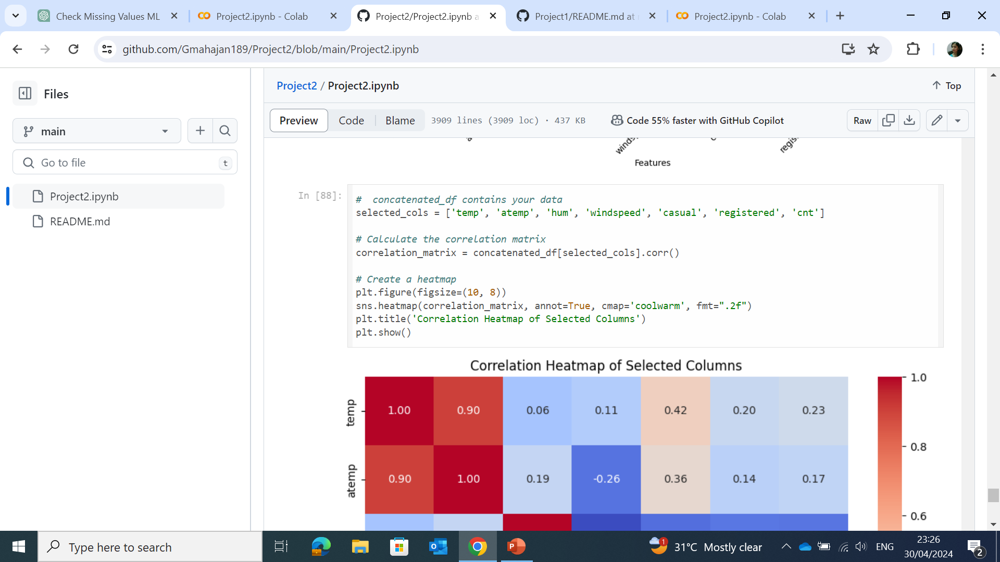 Check Missing Values ML
Project2.ipynb - Colab
Project2/Project2.ipynb a
Project1/README.md at
Project2.ipynb - Colab
github.com/Gmahajan189/Project2/blob/main/Project2.ipynb
Files
main
Go to file
t
Project2.ipynb
README.md
Project2 / Project2.ipynb
Top
Preview
Code
Blame
3909 lines (3909 loc) · 437 KB
Code 55% faster with GitHub Copilot
Raw
winds
regis
Features
In [88]:
#  concatenated_df contains your data
selected_cols = ['temp', 'atemp', 'hum', 'windspeed', 'casual', 'registered', 'cnt']
# Calculate the correlation matrix
correlation_matrix = concatenated_df[selected_cols].corr()
# Create a heatmap
plt.figure(figsize=(10, 8))
sns.heatmap(correlation_matrix, annot=True, cmap='coolwarm', fmt=".2f")
plt.title('Correlation Heatmap of Selected Columns')
plt.show()
Correlation Heatmap of Selected Columns
temp
1.00 0.90 0.06 0.11 0.42 0.20 0.23
atemp
0.90 1.00 0.19 -0.26 0.36 0.14 0.17
1.0
0.8
0.6
Type here to search
1
31°C Mostly clear
ENG
23:26
30/04/2024
2